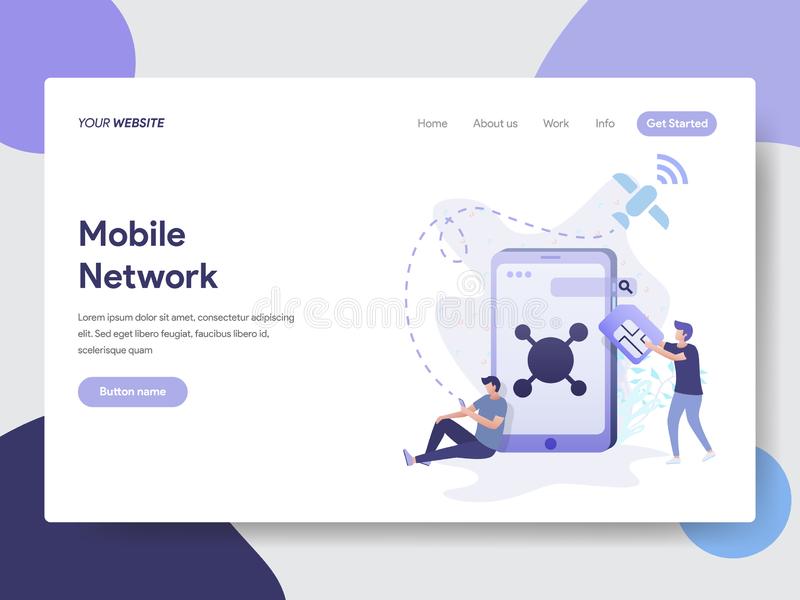 YOUR WEBSITE
Home About us Work Info Get Started
Mobile
Network
Lorem ipsum dolor sit amet, consectetur adipiscing
elit. Sed eget libero feugiat, faucibus libero id,
scelerisque quam
Button name
dreamstime